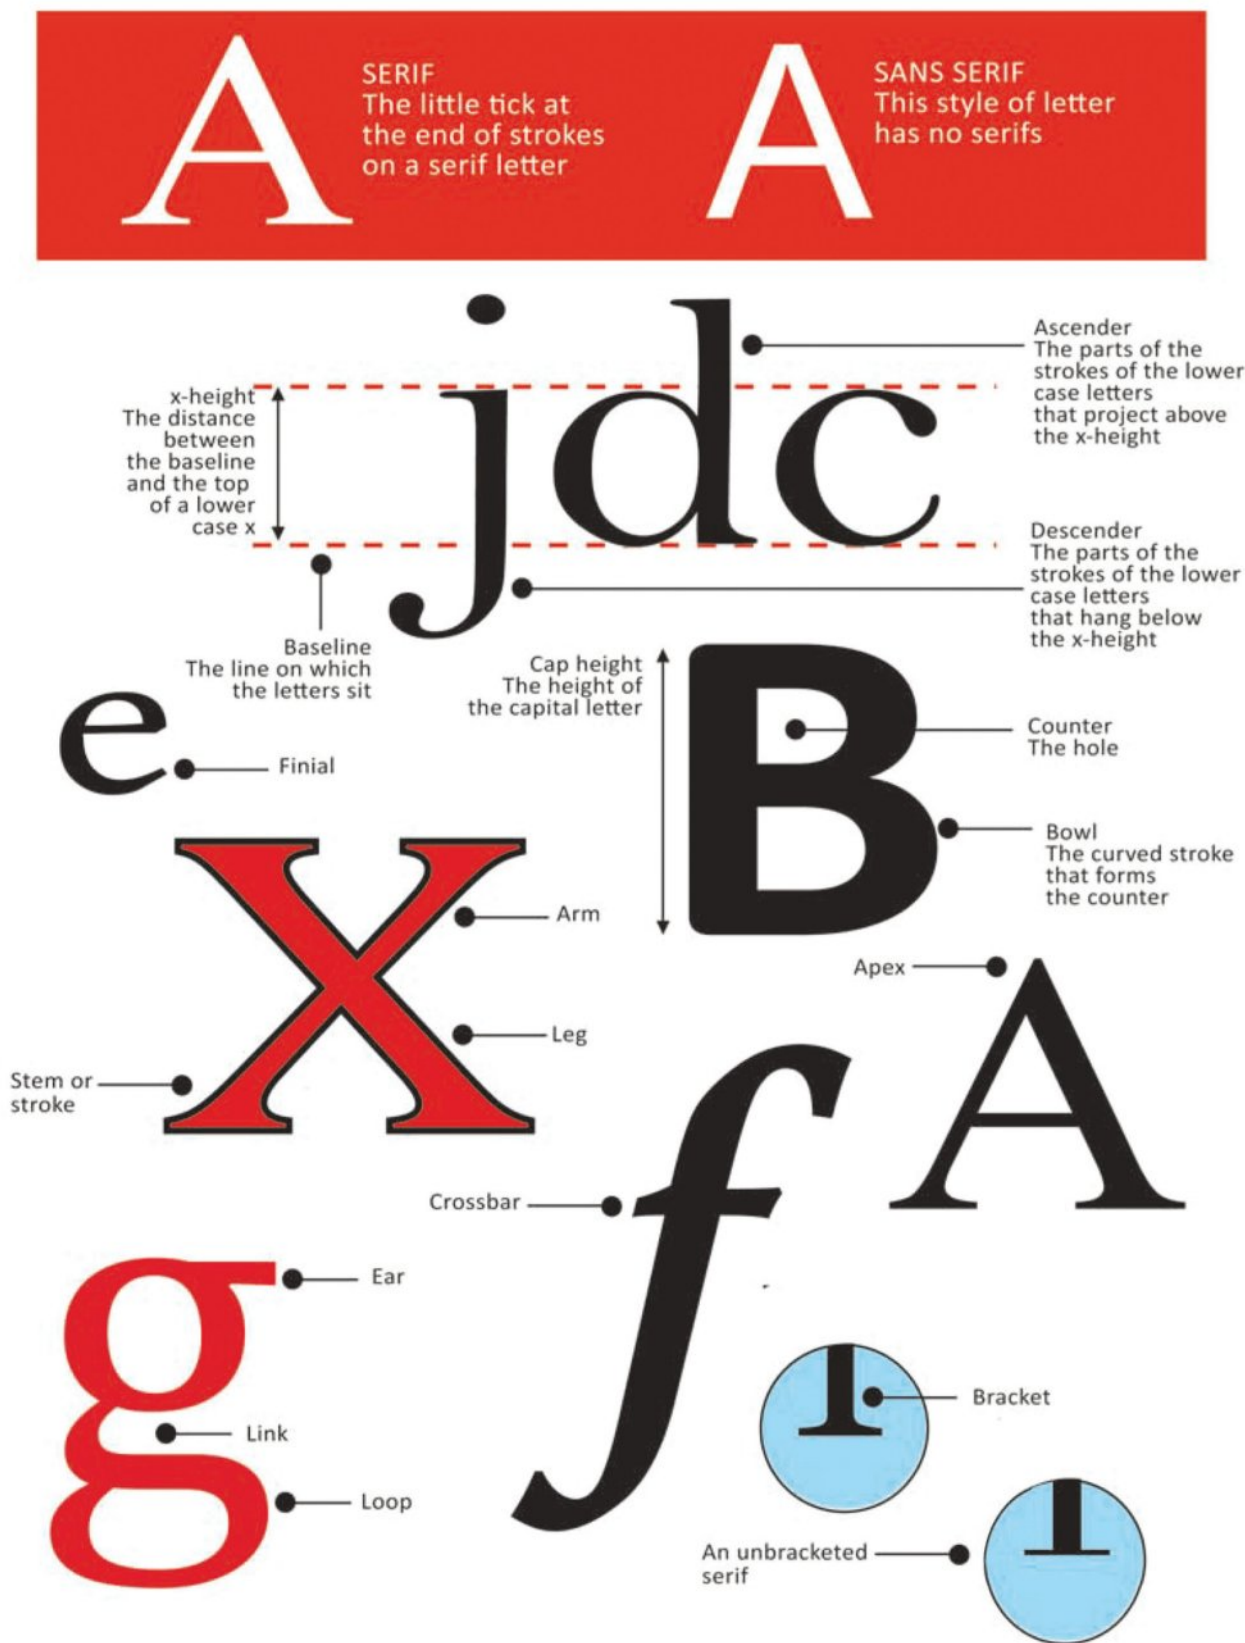 A
SERIF
The little tick at
the end of strokes
on a serif letter
A
SANS SERIF
This style of letter
has no serifs
jdc
Ascender
The parts of the
strokes of the lower
case letters
that project above
the x-height
x-height
The distance
between
the baseline
and the top
of a lower
case x
Descender
The parts of the
strokes of the lower
case letters
that hang below
the x-height
Baseline
The line on which
the letters sit
Cap height
The height of
the capital letter
B
Counter
The hole
e
Finial
Bowl
The curved stroke
that forms
the counter
X
Arm
Leg
Stem or
stroke
Apex
A
f
Crossbar
g
Ear
Link
Loop
Bracket
An unbracketed
serif